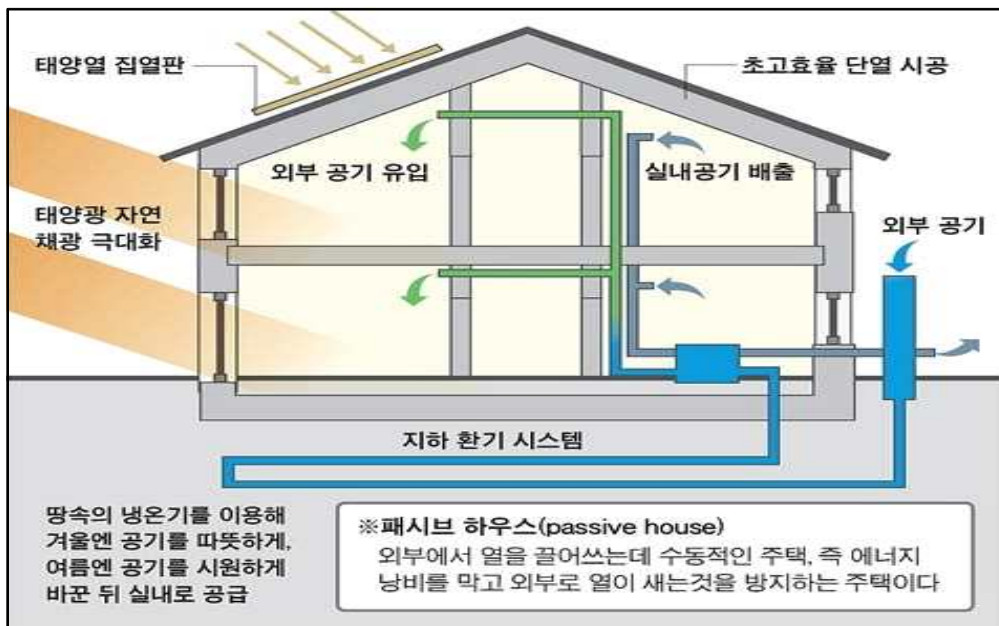 태양열 집열판
초고효율 단열 시공
외부 공기 유입
실내공기 배출
태양광 자연
채광 극대화
외부 공기
지하 환기 시스템
땅속의 냉온기를 이용해
겨울엔 공기를 따뜻하게,
여름엔 공기를 시원하게
바꾼 뒤 실내로 공급
※패시브 하우스(passive house)
외부에서 열을 끌어쓰는데 수동적인 주택, 즉 에너지
낭비를 막고 외부로 열이 새는것을 방지하는 주택이다